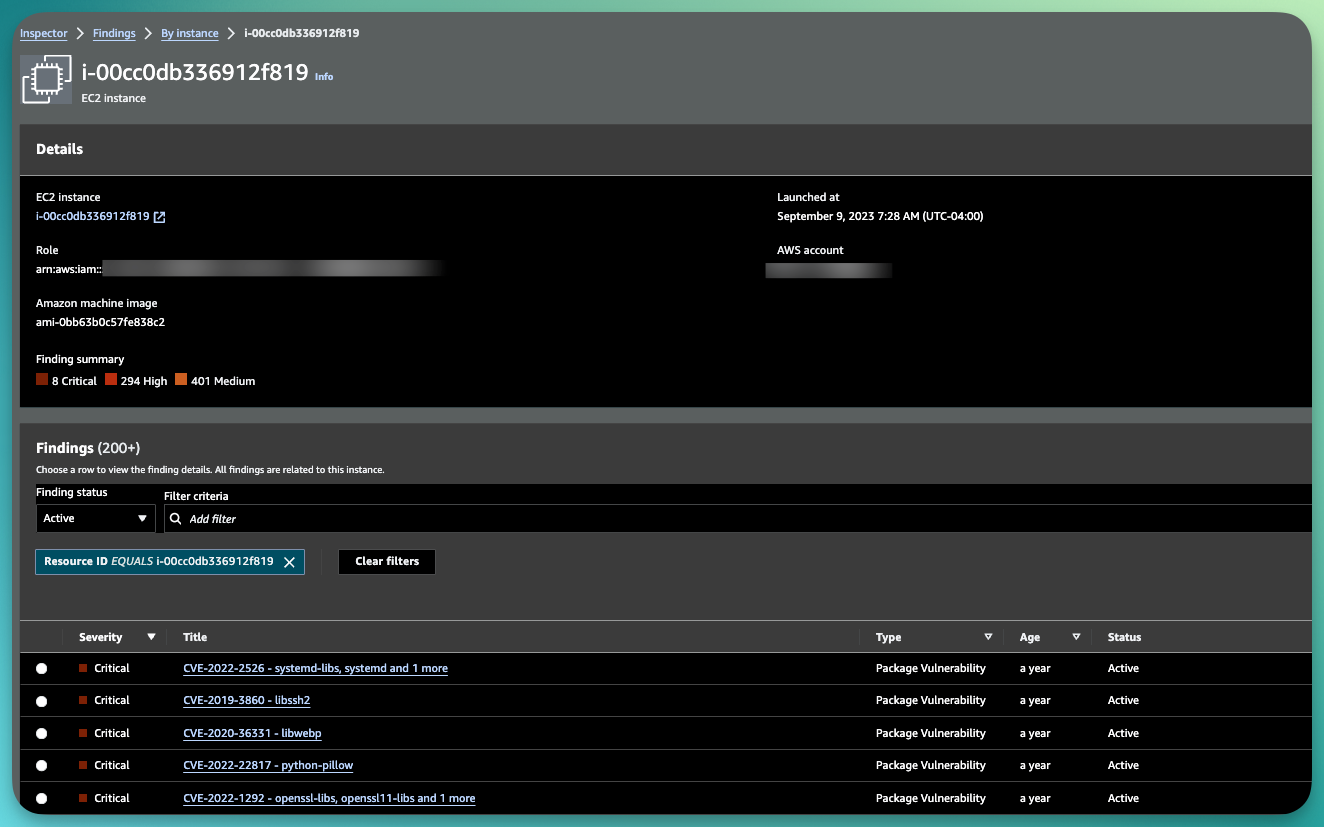 Inspector > Findings > By instance > i-00cc0db336912f819
i-00cc0db336912f819 Info
EC2 instance
Details
EC2 instance
i-00cc0db336912f819
Launched at
September 9, 2023 7:28 AM (UTC-04:00)
Role
arn:aws:iam::
AWS account
Amazon machine image
ami-0bb63b0c57fe838c2
Finding summary
8 Critical 294 High 401 Medium
Findings (200+)
Choose a row to view the finding details. All findings are related to this instance.
Finding status
Filter criteria
Active
Add filter
Resource ID EQUALS i-00cc0db336912f819
Clear filters
Severity Title Type Age Status
Critical CVE-2022-2526 - systemd-libs, systemd and 1 more Package Vulnerability a year Active
Critical CVE-2019-3860 - libssh2 Package Vulnerability a year Active
Critical CVE-2020-36331 - libwebp Package Vulnerability a year Active
Critical CVE-2022-22817 - python-pillow Package Vulnerability a year Active
Critical CVE-2022-1292 - openssl-libs, openssl11-libs and 1 more Package Vulnerability a year Active